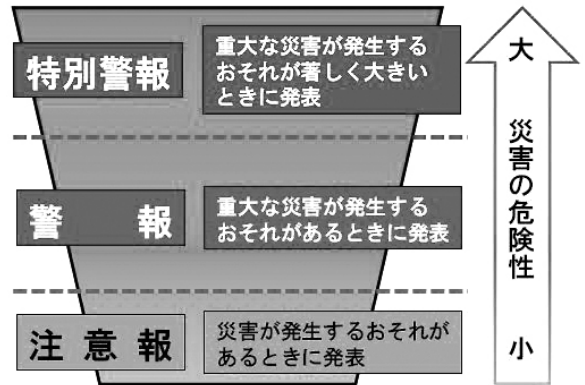 特別警報
重大な災害が発生する
おそれが著しく大きい
ときに発表
警報
重大な災害が発生する
おそれがあるときに発表
注意報
災害が発生するおそれが
あるときに発表
大
災害の危険性
小